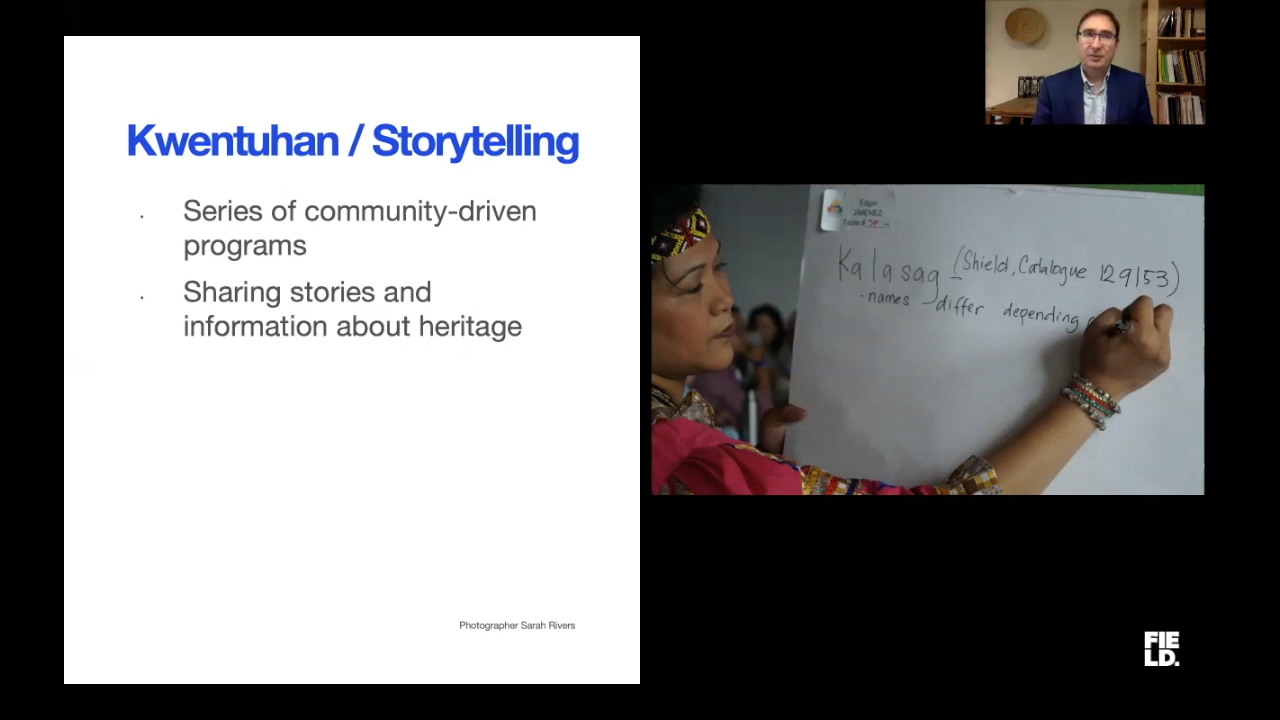 Kwentuhan / Storytelling
· Series of community-driven
programs
· Sharing stories and
information about heritage
Photographer Sarah Rivers
Edgar
JIMENEZ
Table #
Kalasag (Shield, Catalogue 129153)
- names differ depending
FIE
LD.